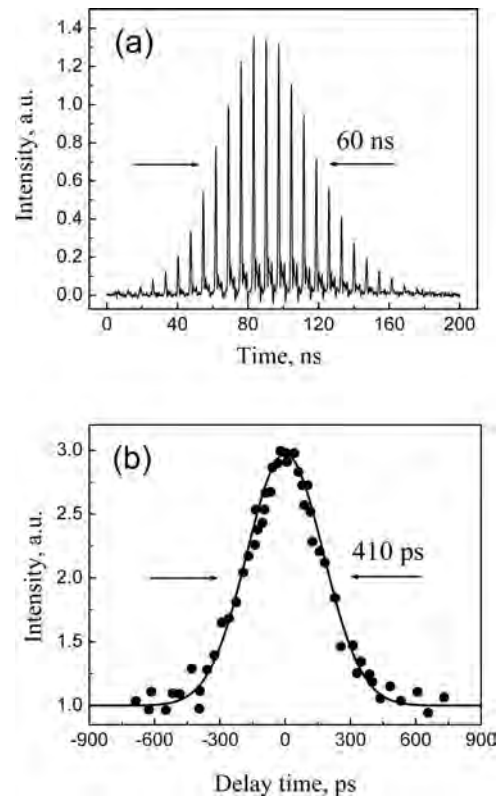 (a)
Intensity, a.u.
1.4
1.2
1.0
0.8
0.6
0.4
0.2
0.0
60 ns
0 40 80 120 160 200
Time, ns
(b)
Intensity, a.u.
3.0
2.5
2.0
1.5
1.0
410 ps
-900 -600 -300 0 300 600 900
Delay time, ps